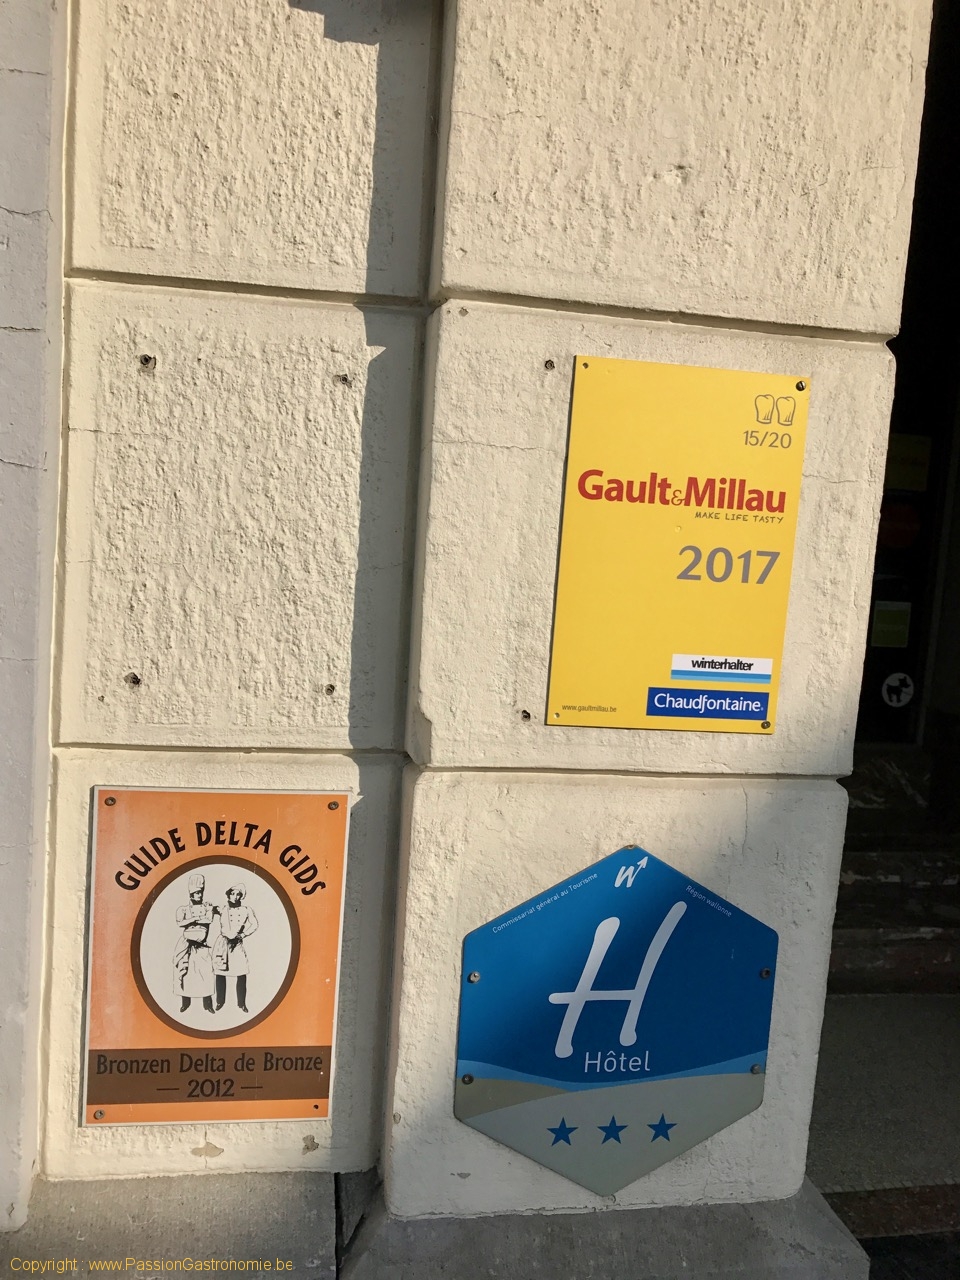 15/20
Gault&Millau
MAKE LIFE TASTY
2017
winterhalter
Chaudfontaine
www.gaultmillau.be
GUIDE DELTA GIDS
Bronzen Delta de Bronze
— 2012 —
Commissariat général au Tourisme
W
Région wallonne
H
Hôtel
Copyright : www.PassionGastronomie.be